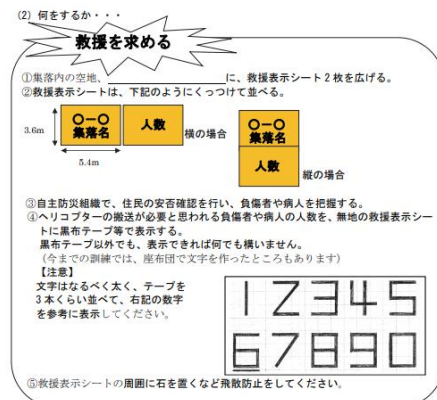 (2) 何をするか・・・
救援を求める
①集落内の空地、 に、救援表示シート2枚を広げる。
②救援表示シートは、下記のようにくっつけて並べる。
3.6m
〇ー〇
集落名
人数
横の場合
5.4m
〇ー〇
集落名
人数
縦の場合
③自主防災組織で、住民の安否確認を行い、負傷者や病人を把握する。
④ヘリコプターの搬送が必要と思われる負傷者や病人の人数を、無地の救援表示シー
トに黒布テープ等で表示する。
黒布テープ以外でも、表示できれば何でも構いません。
(今までの訓練では、座布団で文字を作ったところもあります)
【注意】
文字はなるべく太く、テープを
3本くらい並べて、右記の数字
を参考に表示してください。
12345
67890
⑤救援表示シートの周囲に石を置くなど飛散防止をしてください。